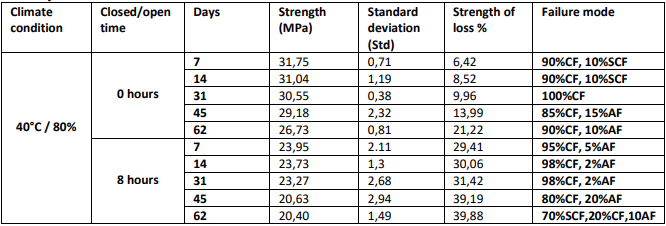 Climate condition Closed/open time Days Strength (MPa) Standard deviation (Std) Strength of loss % Failure mode
40°C / 80% 0 hours 7 31,75 0,71 6,42 90%CF, 10%SCF
14 31,04 1,19 8,52 90%CF, 10%SCF
31 30,55 0,38 9,96 100%CF
45 29,18 2,32 13,99 85%CF, 15%AF
62 26,73 0,81 21,22 90%CF, 10%AF
8 hours 7 23,95 2.11 29,41 95%CF, 5%AF
14 23,73 1,3 30,06 98%CF, 2%AF
31 23,27 2,68 31,42 98%CF, 2%AF
45 20,63 2,94 39,19 80%CF, 20%AF
62 20,40 1,49 39,88 70%SCF,20%CF,10AF